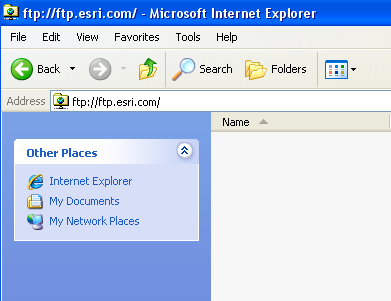 ftp://ftp.esri.com/ - Microsoft Internet Explorer
File Edit View Favorites Tools Help
Back Search Folders
Address ftp://ftp.esri.com/
Name
Other Places
Internet Explorer
My Documents
My Network Places